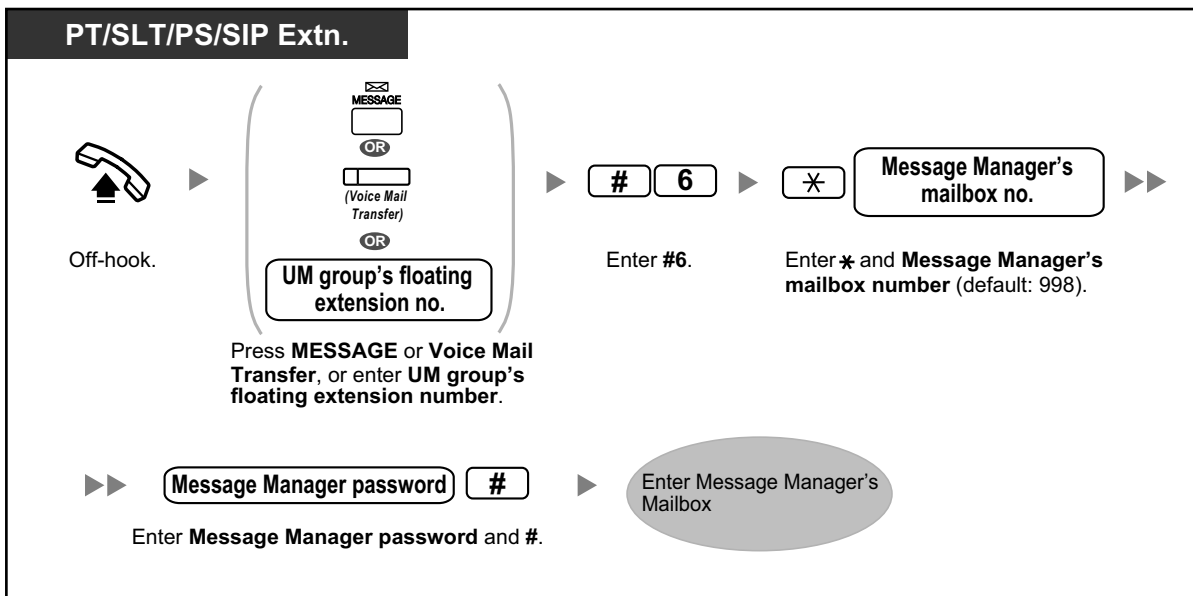 PT/SLT/PS/SIP Extn.
MESSAGE
OR
(Voice Mail
Transfer)
OR
UM group's floating
extension no.
# 6
* Message Manager's
mailbox no.
Off-hook.
Press MESSAGE or Voice Mail
Transfer, or enter UM group's
floating extension number.
Enter #6.
Enter * and Message Manager's
mailbox number (default: 998).
Message Manager password #
Enter Message Manager password and #.
Enter Message Manager's
Mailbox